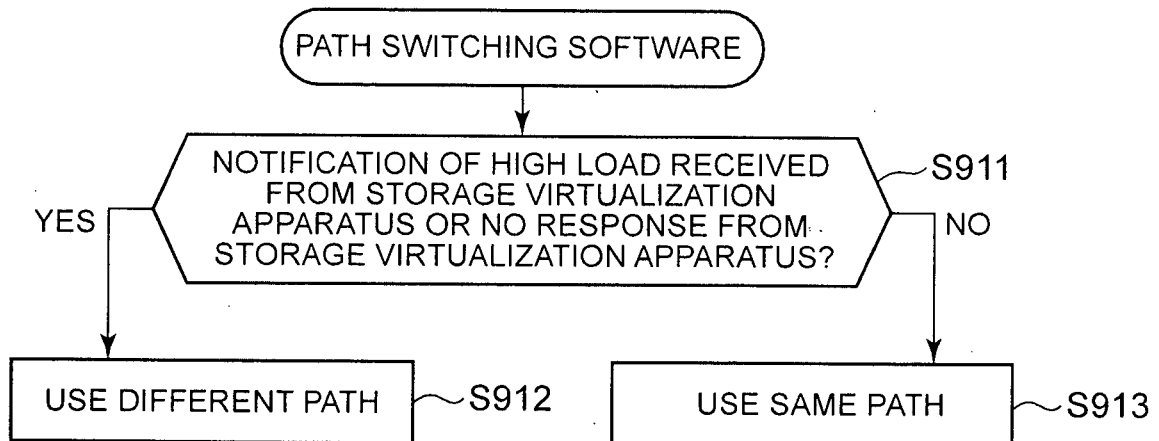 PATH SWITCHING SOFTWARE
NOTIFICATION OF HIGH LOAD RECEIVED
FROM STORAGE VIRTUALIZATION
APPARATUS OR NO RESPONSE FROM
STORAGE VIRTUALIZATION APPARATUS?
S911
YES
NO
USE DIFFERENT PATH
S912
USE SAME PATH
S913